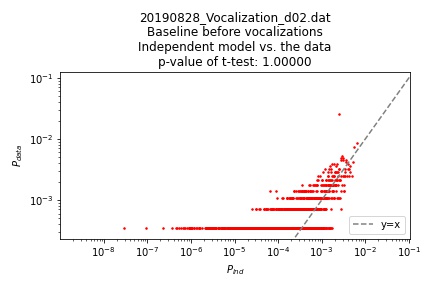 20190828_Vocalization_d02.dat
Baseline before vocalizations
Independent model vs. the data
p-value of t-test: 1.00000
10⁻¹
10⁻²
10⁻³
P_data
y=x
10⁻⁸ 10⁻⁷ 10⁻⁶ 10⁻⁵ 10⁻⁴ 10⁻³ 10⁻² 10⁻¹
P_ind